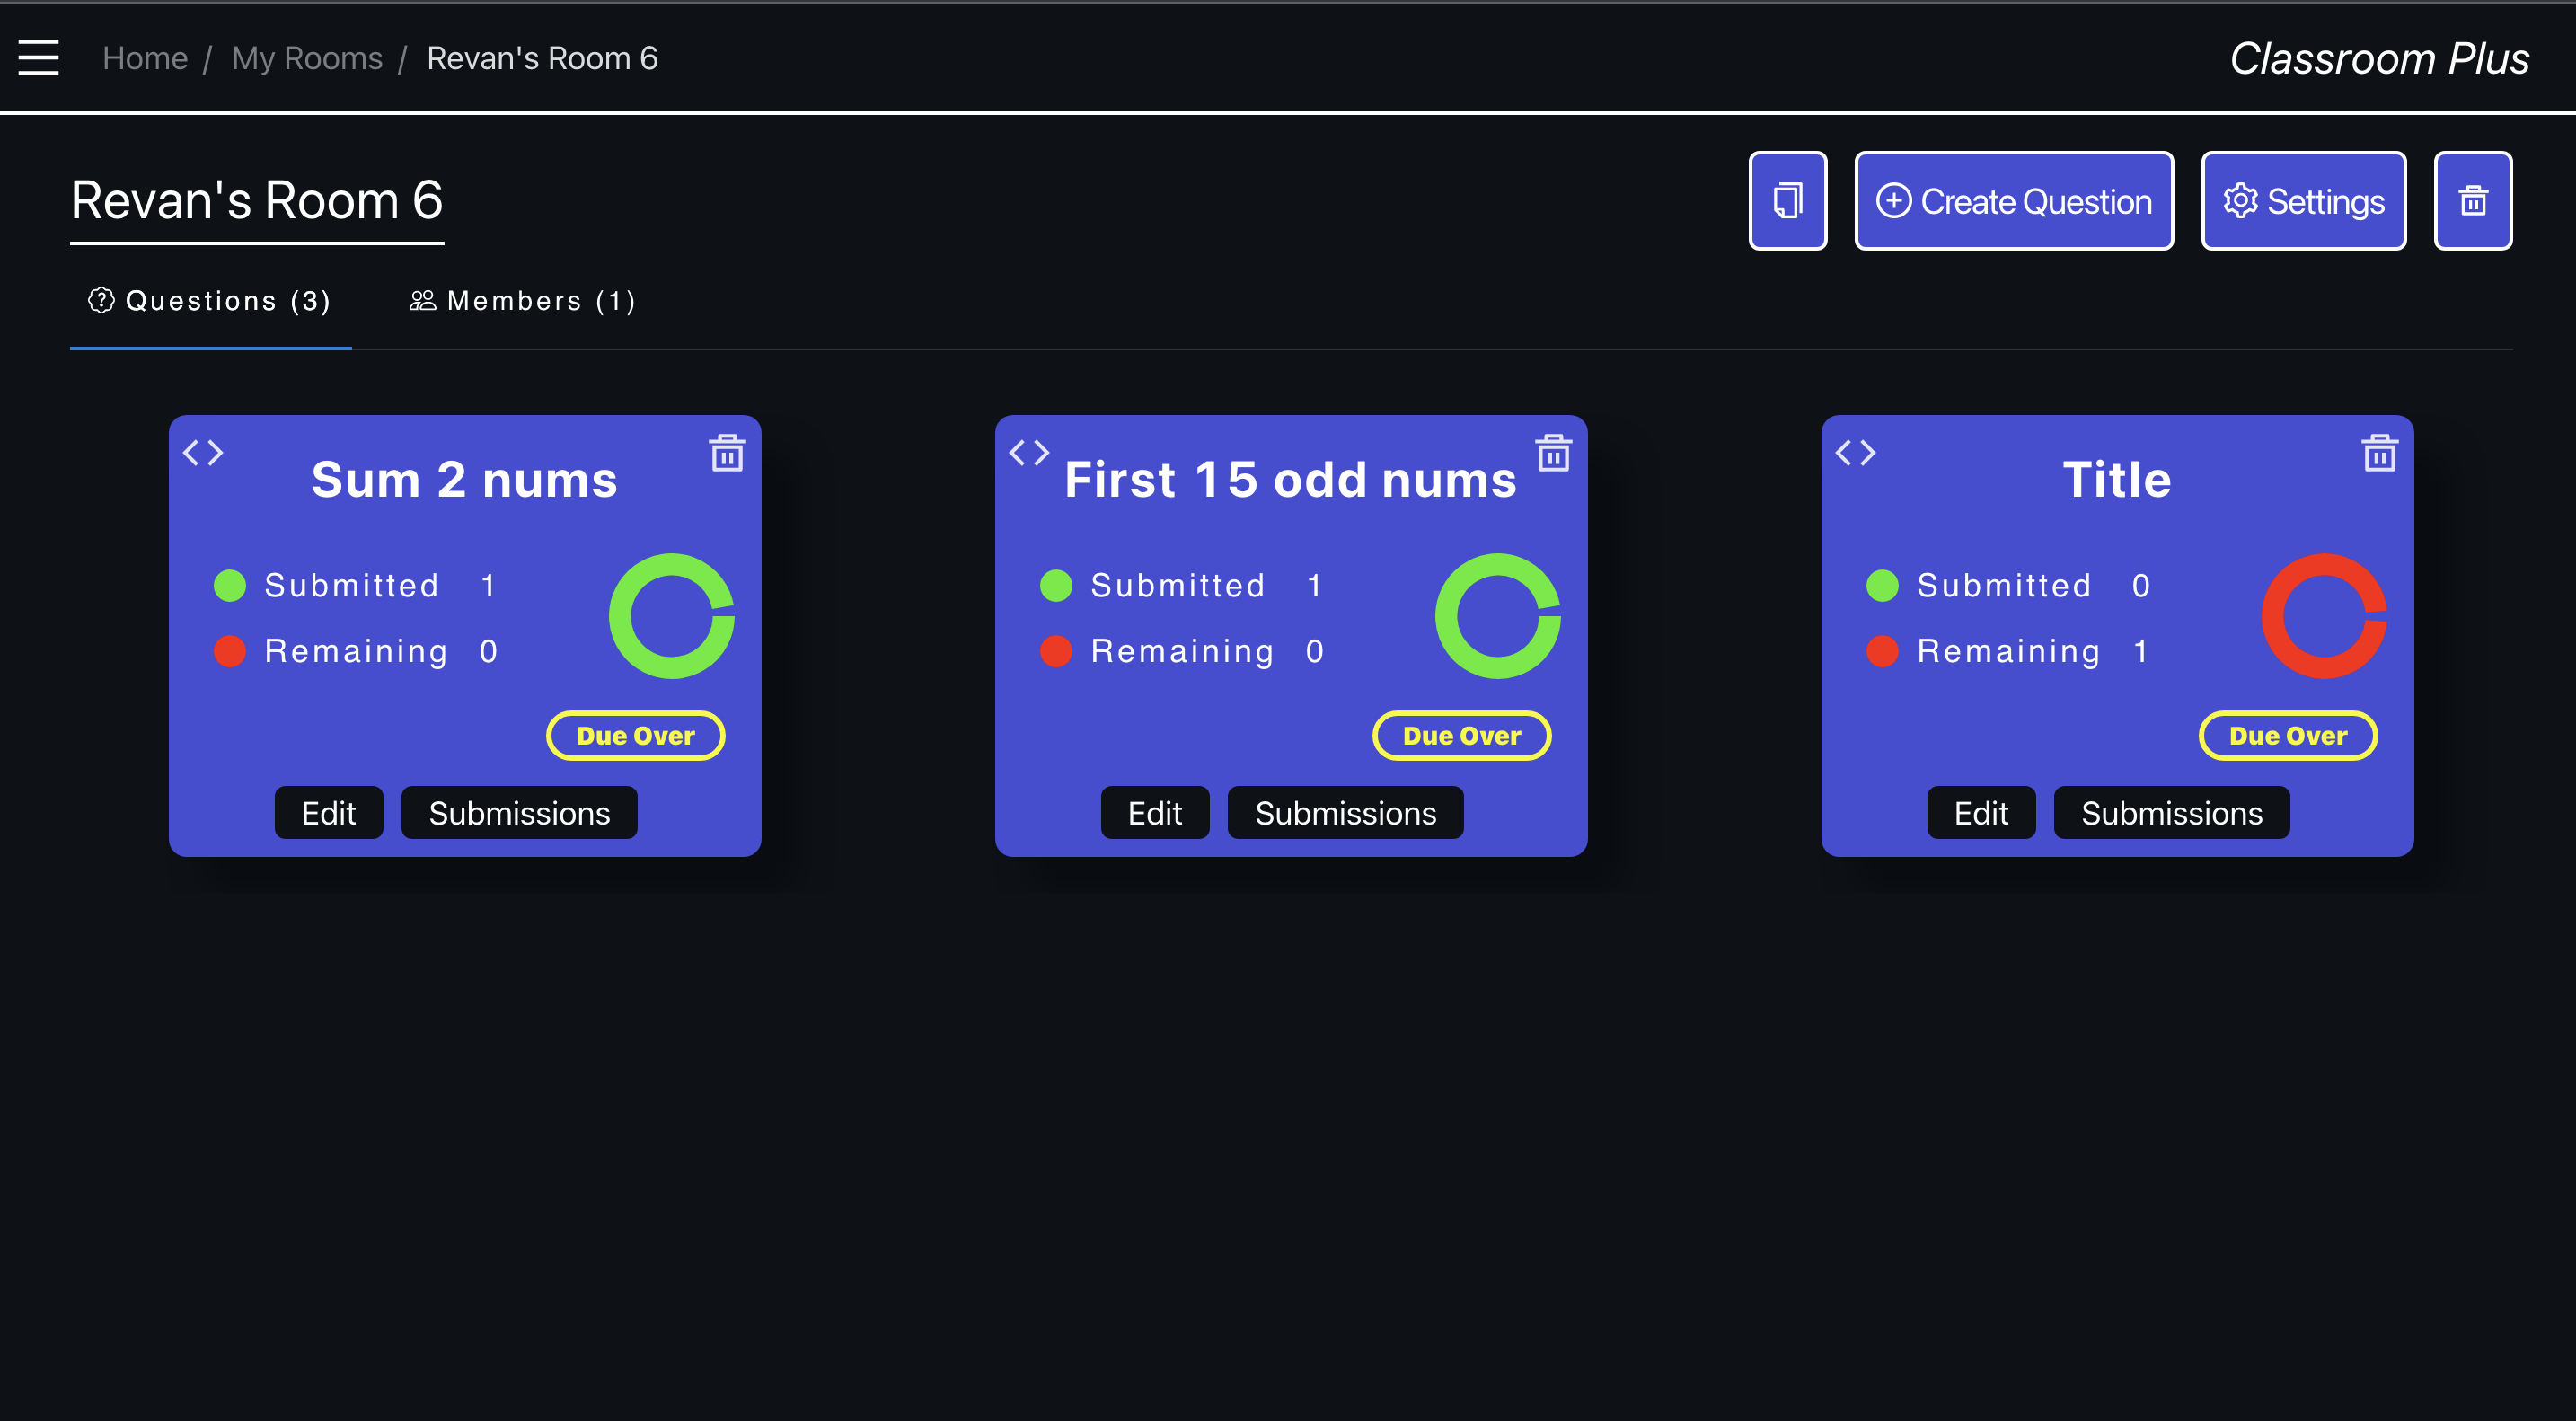 Home / My Rooms / Revan's Room 6
Classroom Plus
Revan's Room 6
Create Question
Settings
Questions (3)
Members (1)
Sum 2 nums
Submitted 1
Remaining 0
Due Over
Edit Submissions
First 15 odd nums
Submitted 1
Remaining 0
Due Over
Edit Submissions
Title
Submitted 0
Remaining 1
Due Over
Edit Submissions